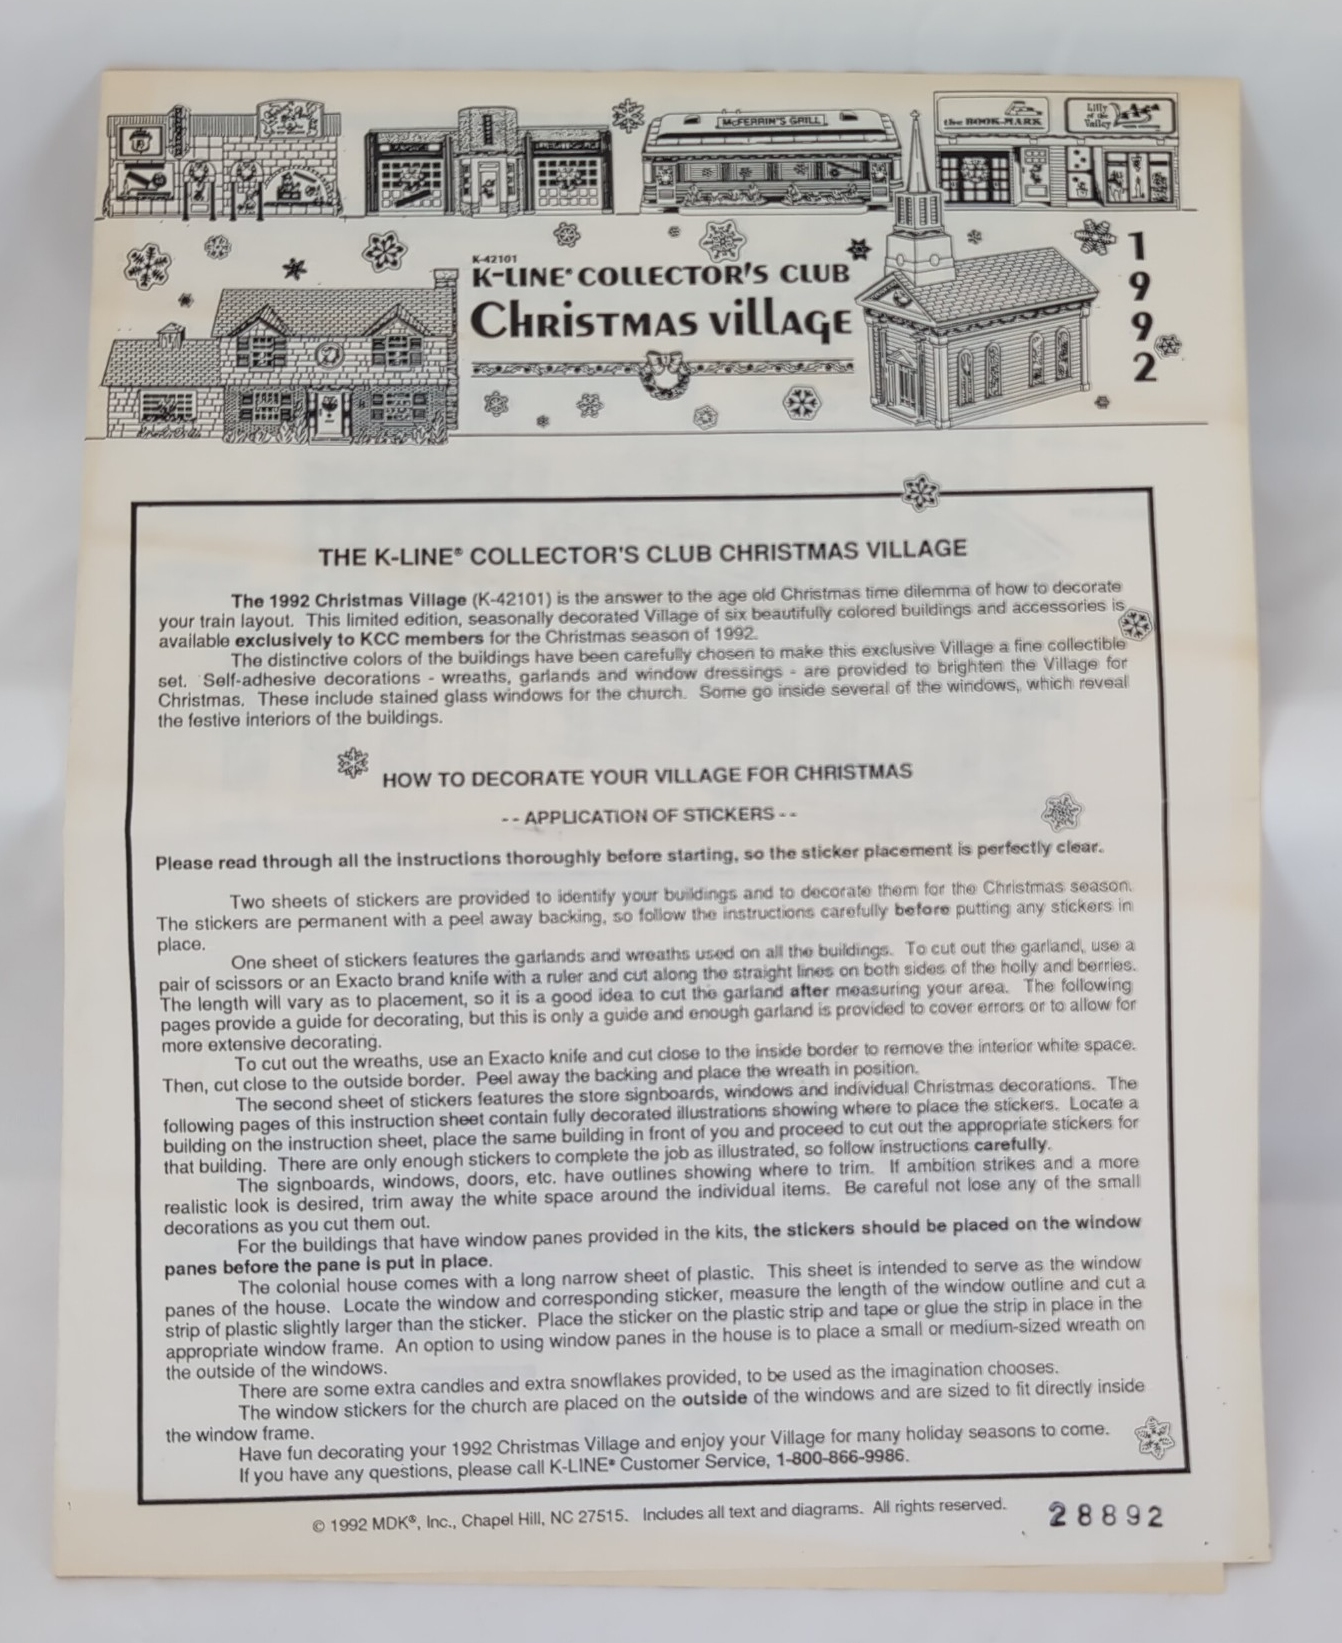 McFERRIN'S GRILL
the BOOK-MARK
Lilly of the Valley
K-42101
K-LINE® COLLECTOR'S CLUB
CHRISTMAS VILLAGE
1992
THE K-LINE® COLLECTOR'S CLUB CHRISTMAS VILLAGE
The 1992 Christmas Village (K-42101) is the answer to the age old Christmas time dilemma of how to decorate
your train layout. This limited edition, seasonally decorated Village of six beautifully colored buildings and accessories is
available exclusively to KCC members for the Christmas season of 1992.
The distinctive colors of the buildings have been carefully chosen to make this exclusive Village a fine collectible
set. Self-adhesive decorations - wreaths, garlands and window dressings - are provided to brighten the Village for
Christmas. These include stained glass windows for the church. Some go inside several of the windows, which reveal
the festive interiors of the buildings.
HOW TO DECORATE YOUR VILLAGE FOR CHRISTMAS
- - APPLICATION OF STICKERS - -
Please read through all the instructions thoroughly before starting, so the sticker placement is perfectly clear.
Two sheets of stickers are provided to identify your buildings and to decorate them for the Christmas season.
The stickers are permanent with a peel away backing, so follow the instructions carefully before putting any stickers in
place.
One sheet of stickers features the garlands and wreaths used on all the buildings. To cut out the garland, use a
pair of scissors or an Exacto brand knife with a ruler and cut along the straight lines on both sides of the holly and berries.
The length will vary as to placement, so it is a good idea to cut the garland after measuring your area. The following
pages provide a guide for decorating, but this is only a guide and enough garland is provided to cover errors or to allow for
more extensive decorating.
To cut out the wreaths, use an Exacto knife and cut close to the inside border to remove the interior white space.
Then, cut close to the outside border. Peel away the backing and place the wreath in position.
The second sheet of stickers features the store signboards, windows and individual Christmas decorations. The
following pages of this instruction sheet contain fully decorated illustrations showing where to place the stickers. Locate a
building on the instruction sheet, place the same building in front of you and proceed to cut out the appropriate stickers for
that building. There are only enough stickers to complete the job as illustrated, so follow instructions carefully.
The signboards, windows, doors, etc. have outlines showing where to trim. If ambition strikes and a more
realistic look is desired, trim away the white space around the individual items. Be careful not lose any of the small
decorations as you cut them out.
For the buildings that have window panes provided in the kits, the stickers should be placed on the window
panes before the pane is put in place.
The colonial house comes with a long narrow sheet of plastic. This sheet is intended to serve as the window
panes of the house. Locate the window and corresponding sticker, measure the length of the window outline and cut a
strip of plastic slightly larger than the sticker. Place the sticker on the plastic strip and tape or glue the strip in place in the
appropriate window frame. An option to using window panes in the house is to place a small or medium-sized wreath on
the outside of the windows.
There are some extra candles and extra snowflakes provided, to be used as the imagination chooses.
The window stickers for the church are placed on the outside of the windows and are sized to fit directly inside
the window frame.
Have fun decorating your 1992 Christmas Village and enjoy your Village for many holiday seasons to come.
If you have any questions, please call K-LINE® Customer Service, 1-800-866-9986.
© 1992 MDK®, Inc., Chapel Hill, NC 27515. Includes all text and diagrams. All rights reserved.
28892